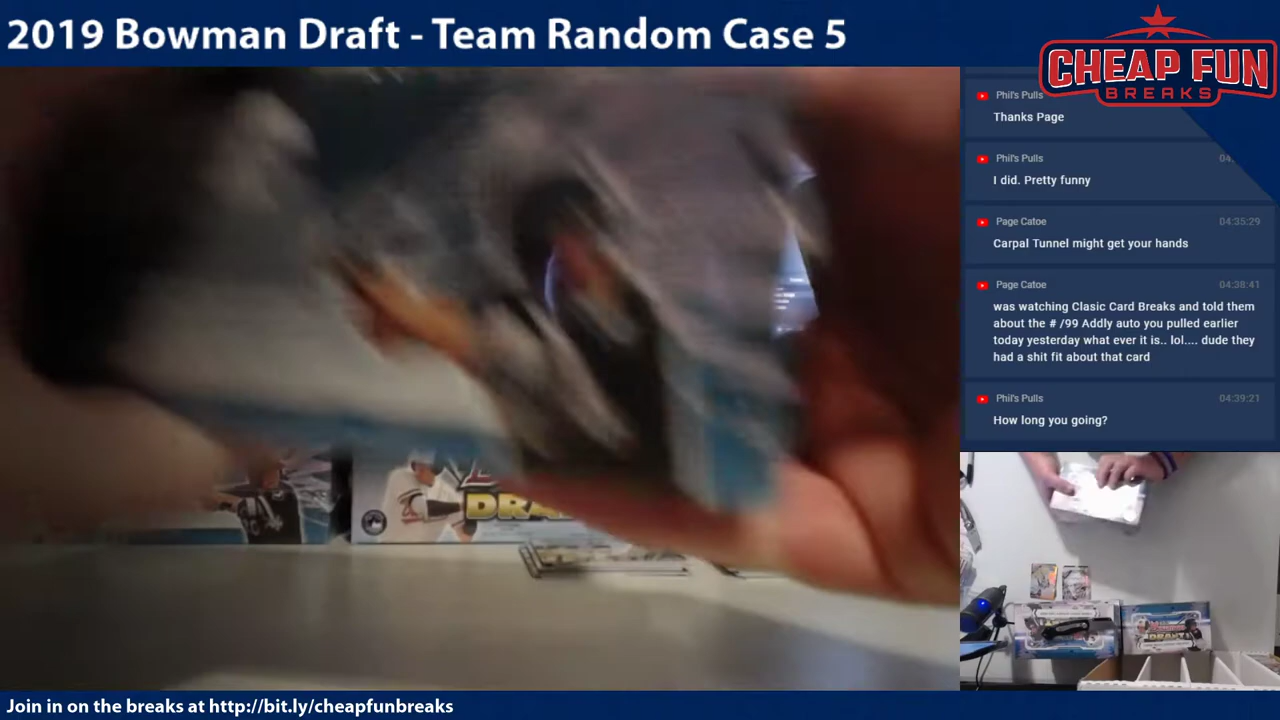 2019 Bowman Draft - Team Random Case 5
CHEAP FUN
BREAKS
Phil's Pulls
Thanks Page
Phil's Pulls
I did. Pretty funny
Page Catoe 04:35:29
Carpal Tunnel might get your hands
Page Catoe 04:38:41
was watching Clasic Card Breaks and told them
about the # /99 Addly auto you pulled earlier
today yesterday what ever it is.. lol.... dude they
had a shit fit about that card
Phil's Pulls 04:39:21
How long you going?
DRAFT
Join in on the breaks at http://bit.ly/cheapfunbreaks